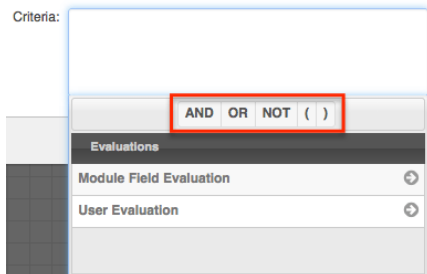 Criteria:
AND OR NOT ( )
Evaluations
Module Field Evaluation
User Evaluation